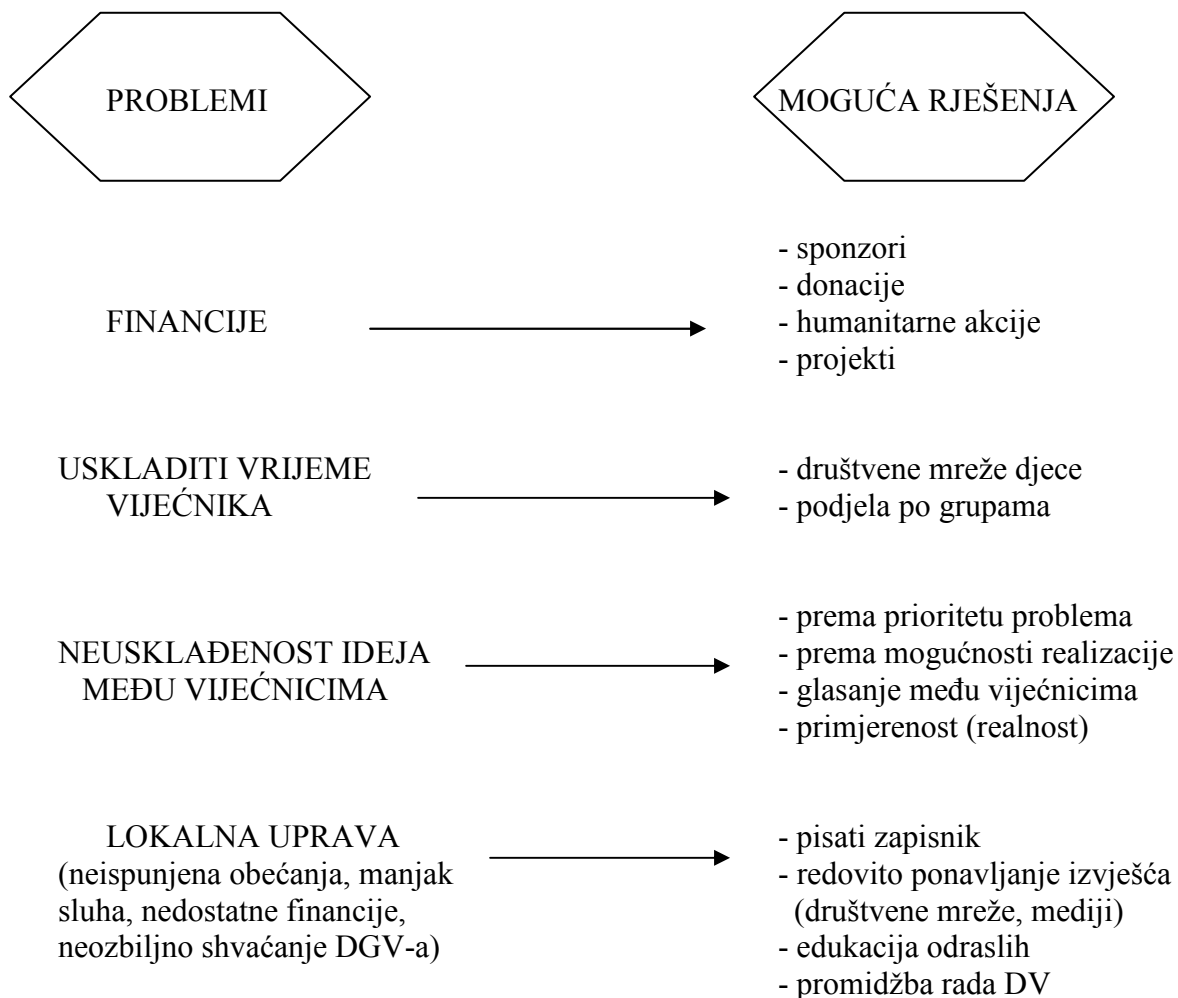 PROBLEMI
MOGUĆA RJEŠENJA
FINANCIJE
- sponzori
- donacije
- humanitarne akcije
- projekti
USKLADITI VRIJEME
VIJEĆNIKA
- društvene mreže djece
- podjela po grupama
NEUSKLAĐENOST IDEJA
MEĐU VIJEĆNICIMA
- prema prioritetu problema
- prema mogućnosti realizacije
- glasanje među vijećnicima
- primjerenost (realnost)
LOKALNA UPRAVA
(neispunjena obećanja, manjak
sluha, nedostatne financije,
neozbiljno shvaćanje DGV-a)
- pisati zapisnik
- redovito ponavljanje izvješća
(društvene mreže, mediji)
- edukacija odraslih
- promidžba rada DV